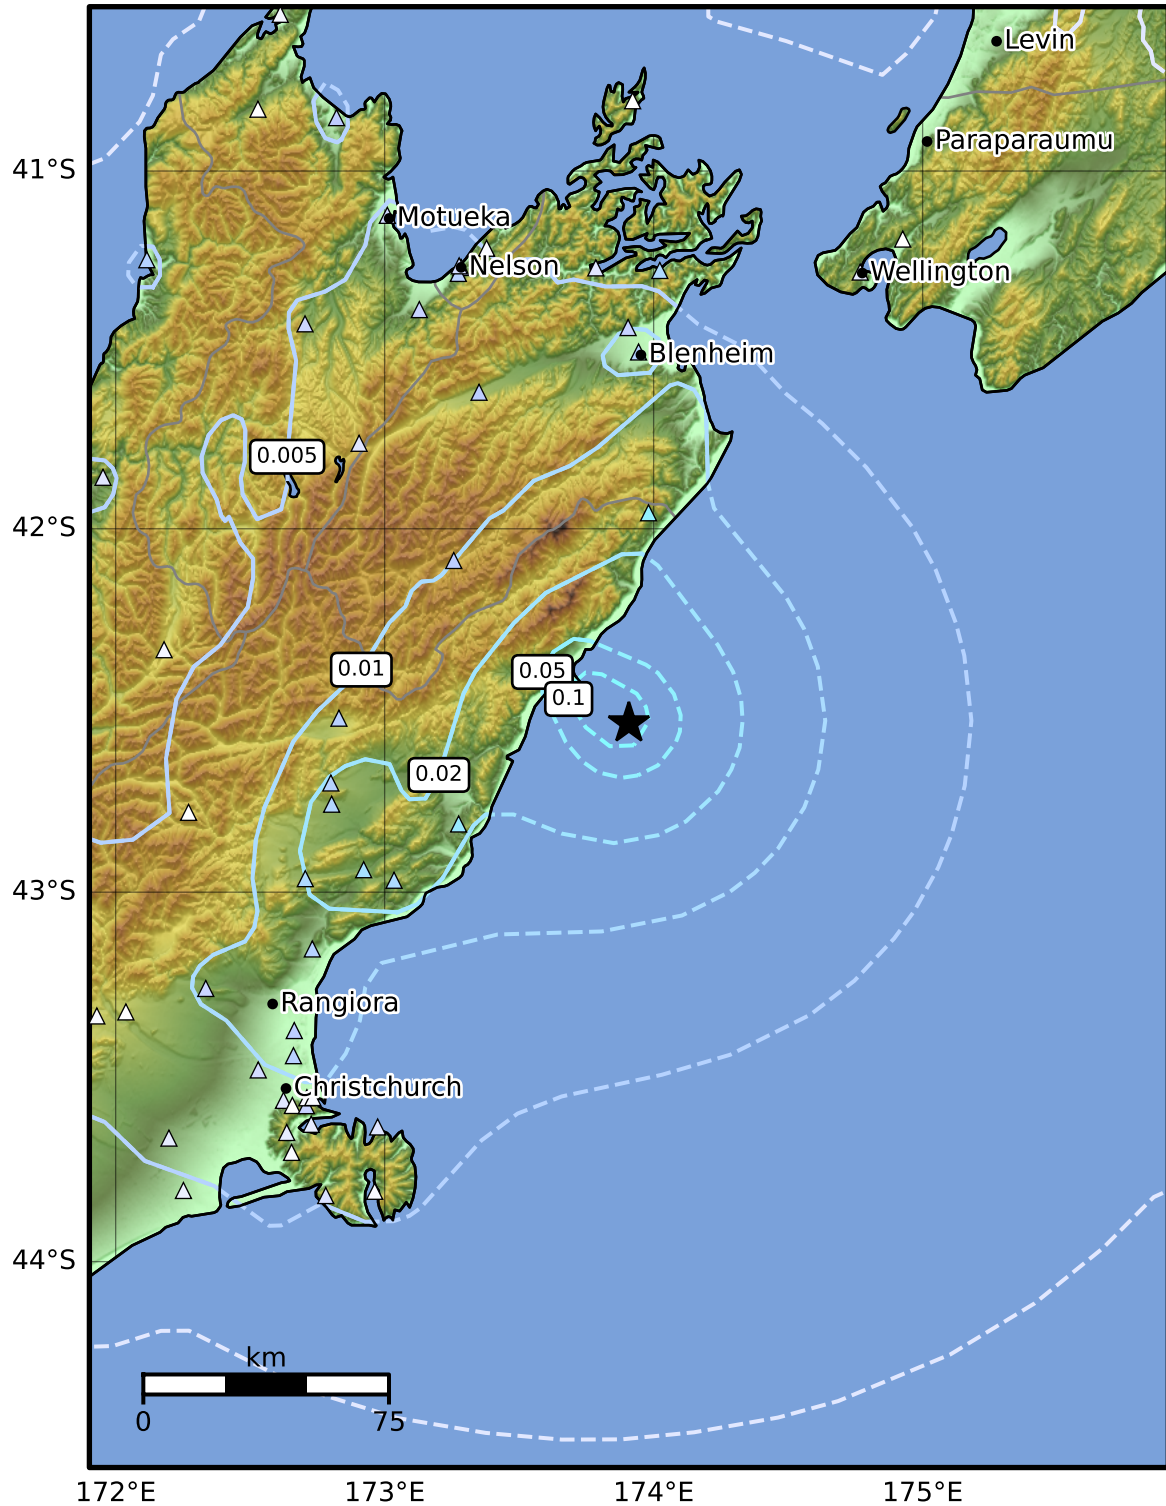 Levin
Paraparaumu
41°S
Motueka
Nelson
Wellington
Blenheim
0.005
42°S
0.01
0.05
0.1
0.02
43°S
Rangiora
Christchurch
44°S
km
0
75
172°E
173°E
174°E
175°E